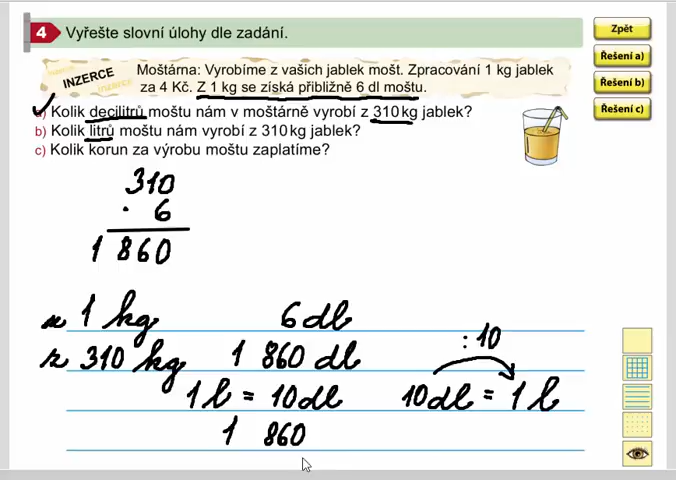 4 Vyřešte slovní úlohy dle zadání.
Zpět
INZERCE
Moštárna: Vyrobíme z vašich jablek mošt. Zpracování 1 kg jablek
za 4 Kč. Z 1 kg se získá přibližně 6 dl moštu.
Řešení a)
Řešení b)
Řešení c)
a) Kolik decilitrů moštu nám v moštárně vyrobí z 310 kg jablek?
b) Kolik litrů moštu nám vyrobí z 310 kg jablek?
c) Kolik korun za výrobu moštu zaplatíme?
310
· 6
1 860
z 1 kg 6 dl
z 310 kg 1 860 dl
: 10
1 l = 10 dl 10 dl = 1 l
1 860